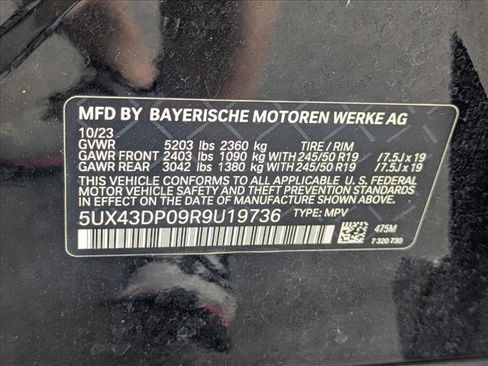 MFD BY BAYERISCHE MOTOREN WERKE AG
10/23
GVWR 5203 lbs 2360 kg TIRE / RIM
GAWR FRONT 2403 lbs 1090 kg WITH 245/50 R19 / 7.5J x 19
GAWR REAR 3042 lbs 1380 kg WITH 245/50 R19 / 7.5J x 19
THIS VEHICLE CONFORMS TO ALL APPLICABLE U. S. FEDERAL
MOTOR VEHICLE SAFETY AND THEFT PREVENTION STANDARDS
IN EFFECT ON THE DATE OF MANUFACTURE SHOWN ABOVE.
5UX43DP09R9U19736 TYPE: MPV
475M
7 320 730